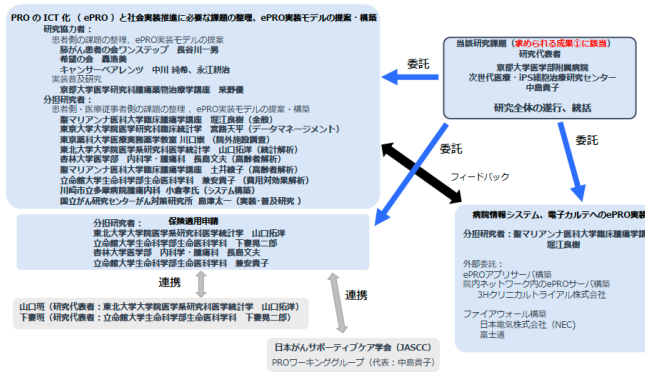 PRO のICT 化 （ ePRO ）と社会実装推進に必要な課題の整理、ePRO実装モデルの提案・構築
研究協力者：
患者側の課題の整理、ePRO実装モデルの提案
肺がん患者の会ワンステップ　長谷川一男
希望の会　轟浩美
キャンサーペアレンツ　中川 純希、永江耕治
実装普及研究
京都大学医学研究科腫瘍薬物治療学講座　米野優
分担研究者：
患者側・医療従事者側の課題の整理 、ePRO実装モデルの提案・構築
聖マリアンナ医科大学臨床腫瘍学講座　堀江良樹（全般）
東京大学大学院医学研究科臨床統計学　宮路天平（データマネージメント）
東京薬科大学医療実務薬学教室 川口崇 （院外施設調査）
東北大学大学院医学系研究科医学統計学　山口拓洋（統計解析）
杏林大学医学部　内科学・腫瘍科　長島文夫（高齢者解析）
聖マリアンナ医科大学臨床腫瘍学講座　土井綾子（高齢者解析）
立命館大学生命科学部生命医科学科　兼安貴子（費用対効果解析）
川崎市立多摩病院腫瘍内科　小倉孝氏（システム構築）
国立がん研究センターがん対策研究所　島津太一（実装・普及研究 ）
委託
当該研究課題（求められる成果①に該当）
研究代表者
京都大学医学部附属病院
次世代医療・iPS細胞治療研究センター
中島貴子
研究全体の遂行、統括
委託
委託
フィードバック
保険適用申請
分担研究者：
東北大学大学院医学系研究科医学統計学　山口拓洋
立命館大学生命科学部生命医科学科　下妻晃二郎
杏林大学医学部　内科学・腫瘍科　長島文夫
立命館大学生命科学部生命医科学科　兼安貴子
病院情報システム、電子カルテへのePRO実装
分担研究者：聖マリアンナ医科大学臨床腫瘍学講
堀江良樹
外部委託：
ePROアプリサーバ構築
院内ネットワーク内のePROサーバ構築
3Hクリニカルトライアル株式会社
ファイアウォール構築
日本電気株式会社（NEC）
富士通
連携
連携
山口班（研究代表者：東北大学大学院医学系研究科医学統計学　山口拓洋）
下妻班（研究代表者：立命館大学生命科学部生命医科学科　下妻晃二郎）
日本がんサポーティブケア学会（JASCC）
PROワーキンググループ（代表：中島貴子）